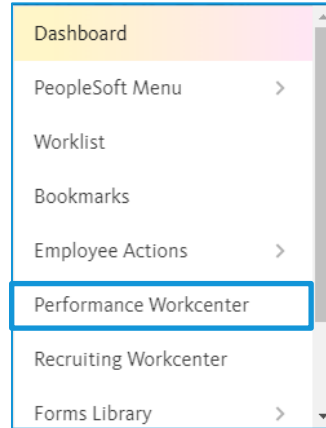 Dashboard
PeopleSoft Menu
Worklist
Bookmarks
Employee Actions
Performance Workcenter
Recruiting Workcenter
Forms Library